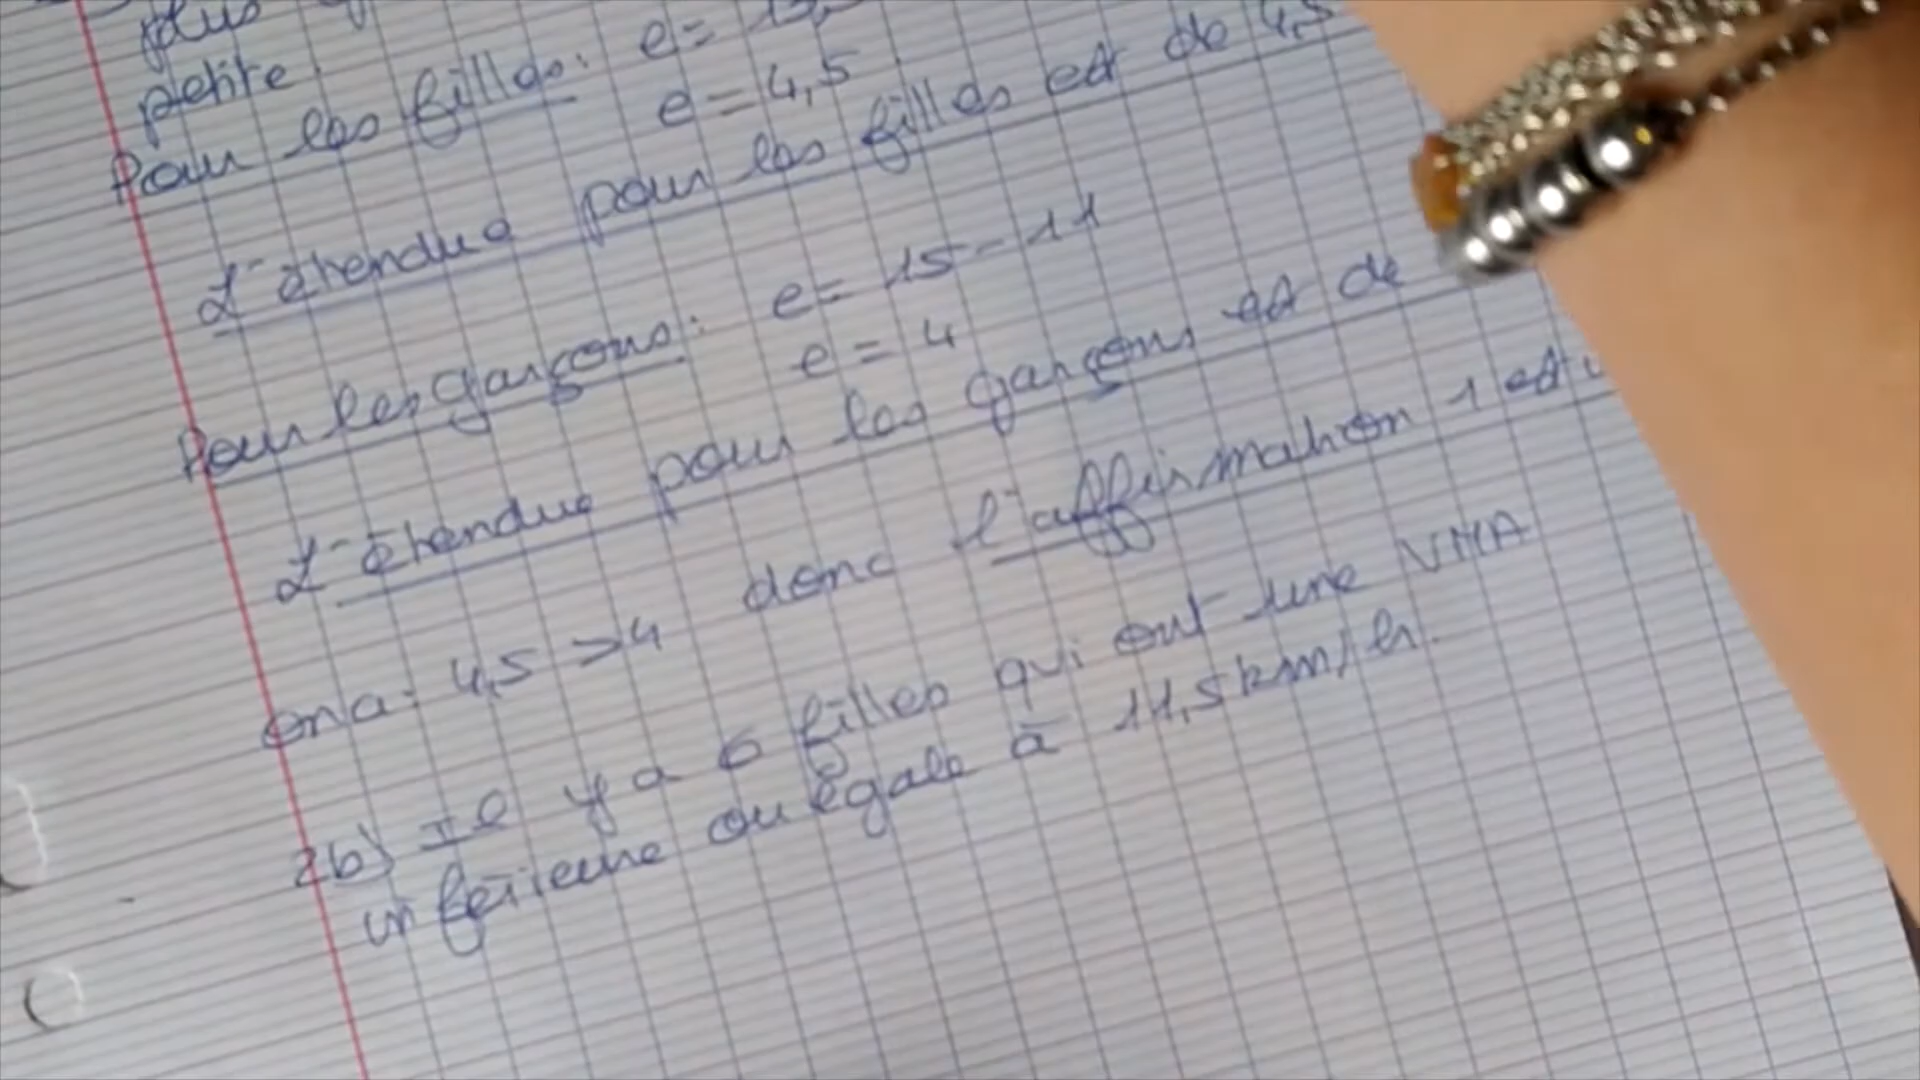 plus
petite.
Pour les filles: e =
e = 4,5
L'étendue pour les filles est de 4,5
Pour les garçons: e = 15 - 11
e = 4
L'étendue pour les garçons est de
on a: 4,5 > 4 donc l'affirmation 1 est
2b) Il y a 6 filles qui ont une VMA
inférieure ou égale à 11,5 km/h.